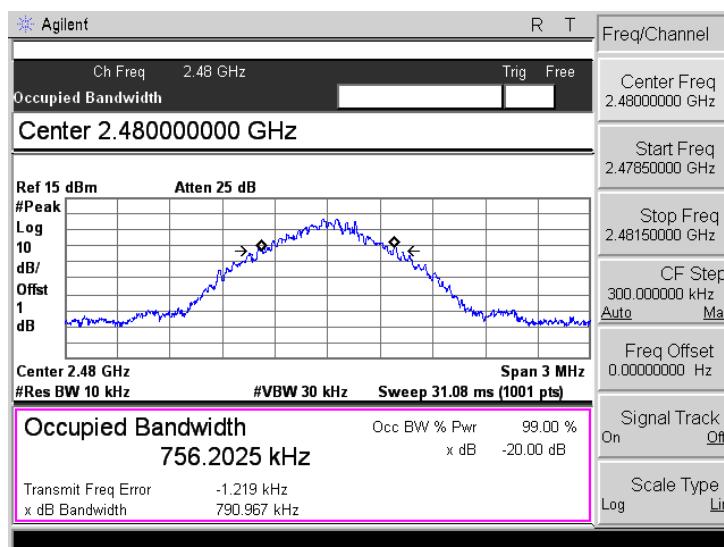 Agilent R T
Freq/Channel
Ch Freq 2.48 GHz Trig Free
Occupied Bandwidth
Center Freq
2.48000000 GHz
Center 2.480000000 GHz
Start Freq
2.47850000 GHz
Ref 15 dBm Atten 25 dB
#Peak
Log
10
dB/
Offst
1
dB
Stop Freq
2.48150000 GHz
CF Step
300.000000 kHz
Auto Ma
Freq Offset
0.00000000 Hz
Center 2.48 GHz Span 3 MHz
#Res BW 10 kHz #VBW 30 kHz Sweep 31.08 ms (1001 pts)
Occupied Bandwidth Occ BW % Pwr 99.00 %
756.2025 kHz x dB -20.00 dB
Signal Track
On Off
Transmit Freq Error -1.219 kHz
x dB Bandwidth 790.967 kHz
Scale Type
Log Lin